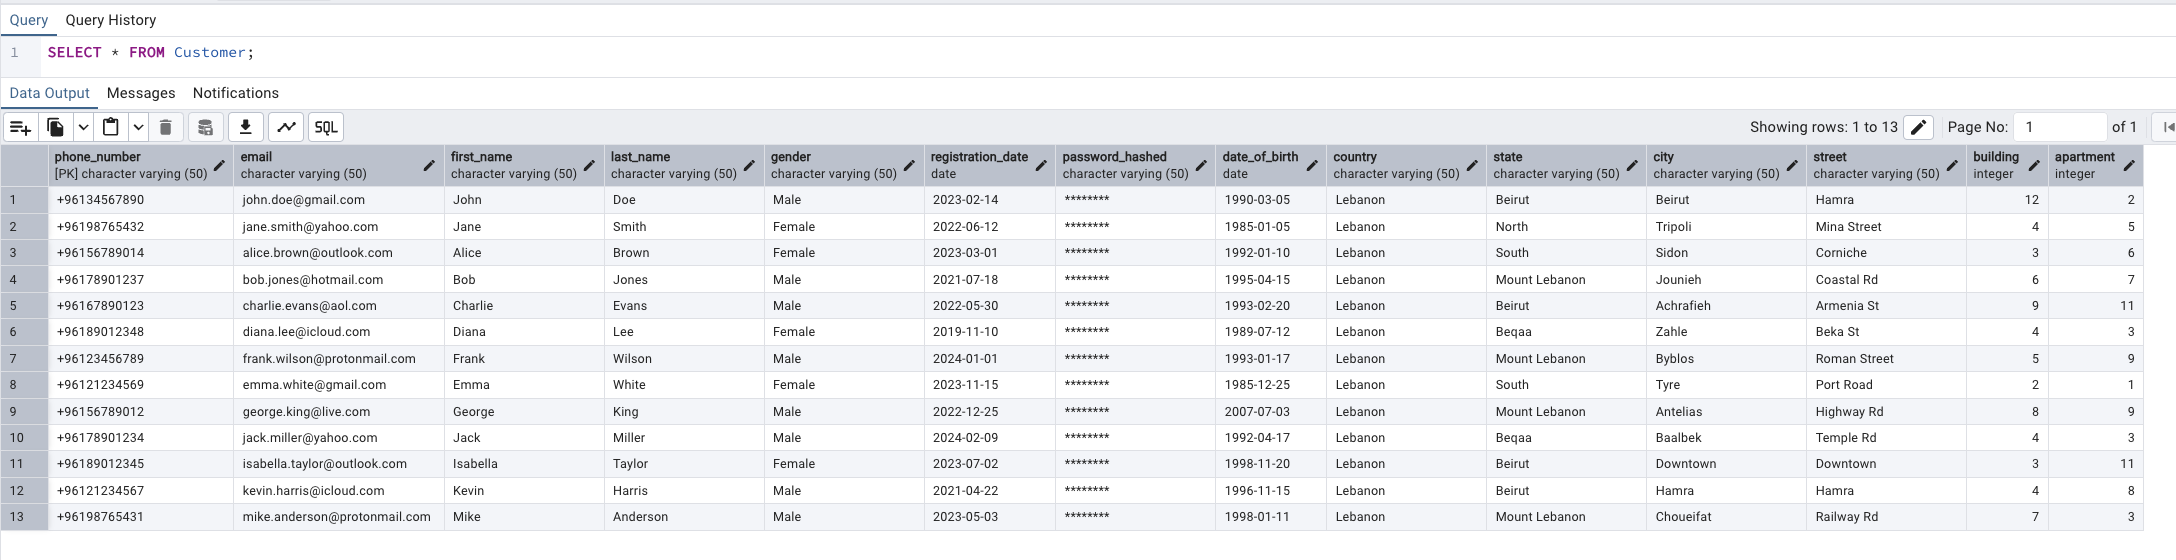 Query Query History
1 SELECT * FROM Customer;
Data Output Messages Notifications
SQL Showing rows: 1 to 13 Page No: 1 of 1
phone_number email first_name last_name gender registration_date password_hashed date_of_birth country state city street building apartment
[PK] character varying (50) character varying (50) character varying (50) character varying (50) character varying (50) date character varying (50) date character varying (50) character varying (50) character varying (50) character varying (50) integer integer
1 +96134567890 john.doe@gmail.com John Doe Male 2023-02-14 ******** 1990-03-05 Lebanon Beirut Beirut Hamra 12 2
2 +96198765432 jane.smith@yahoo.com Jane Smith Female 2022-06-12 ******** 1985-01-05 Lebanon North Tripoli Mina Street 4 5
3 +96156789014 alice.brown@outlook.com Alice Brown Female 2023-03-01 ******** 1992-01-10 Lebanon South Sidon Corniche 3 6
4 +96178901237 bob.jones@hotmail.com Bob Jones Male 2021-07-18 ******** 1995-04-15 Lebanon Mount Lebanon Jounieh Coastal Rd 6 7
5 +96167890123 charlie.evans@aol.com Charlie Evans Male 2022-05-30 ******** 1993-02-20 Lebanon Beirut Achrafieh Armenia St 9 11
6 +96189012348 diana.lee@icloud.com Diana Lee Female 2019-11-10 ******** 1989-07-12 Lebanon Beqaa Zahle Beka St 4 3
7 +96123456789 frank.wilson@protonmail.com Frank Wilson Male 2024-01-01 ******** 1993-01-17 Lebanon Mount Lebanon Byblos Roman Street 5 9
8 +96121234569 emma.white@gmail.com Emma White Female 2023-11-15 ******** 1985-12-25 Lebanon South Tyre Port Road 2 1
9 +96156789012 george.king@live.com George King Male 2022-12-25 ******** 2007-07-03 Lebanon Mount Lebanon Antelias Highway Rd 8 9
10 +96178901234 jack.miller@yahoo.com Jack Miller Male 2024-02-09 ******** 1992-04-17 Lebanon Beqaa Baalbek Temple Rd 4 3
11 +96189012345 isabella.taylor@outlook.com Isabella Taylor Female 2023-07-02 ******** 1998-11-20 Lebanon Beirut Downtown Downtown 3 11
12 +96121234567 kevin.harris@icloud.com Kevin Harris Male 2021-04-22 ******** 1996-11-15 Lebanon Beirut Hamra Hamra 4 8
13 +96198765431 mike.anderson@protonmail.com Mike Anderson Male 2023-05-03 ******** 1998-01-11 Lebanon Mount Lebanon Choueifat Railway Rd 7 3